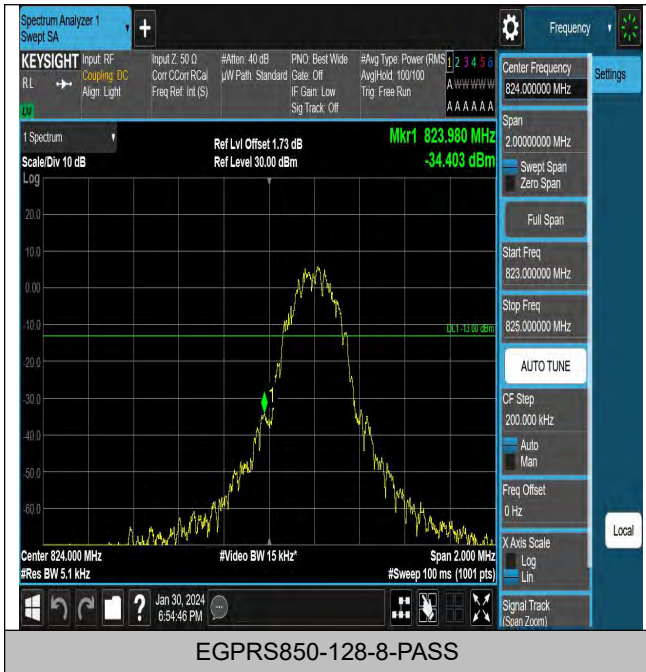 Spectrum Analyzer 1
Swept SA
+
Frequency
KEYSIGHT
RL
Input: RF
Coupling: DC
Align: Light
Input Z: 50 Ω
Corr CCorr RCal
Freq Ref: Int (S)
#Atten: 40 dB
µW Path: Standard
PNO: Best Wide
Gate: Off
IF Gain: Low
Sig Track: Off
#Avg Type: Power (RMS
Avg|Hold: 100/100
Trig: Free Run
1 2 3 4 5 6
A W W W W W
A A A A A A
1 Spectrum
Scale/Div 10 dB
Log
Ref Lvl Offset 1.73 dB
Ref Level 30.00 dBm
Mkr1 823.980 MHz
-34.403 dBm
20.0
10.0
0.00
-10.0
-20.0
-30.0
-40.0
-50.0
-60.0
DL1 -13.00 dBm
1
Center 824.000 MHz
#Res BW 5.1 kHz
#Video BW 15 kHz*
Span 2.000 MHz
#Sweep 100 ms (1001 pts)
Center Frequency
824.000000 MHz
Settings
Span
2.00000000 MHz
Swept Span
Zero Span
Full Span
Start Freq
823.000000 MHz
Stop Freq
825.000000 MHz
AUTO TUNE
CF Step
200.000 kHz
Auto
Man
Freq Offset
0 Hz
X Axis Scale
Log
Lin
Local
Signal Track
(Span Zoom)
?
Jan 30, 2024
6:54:46 PM
EGPRS850-128-8-PASS